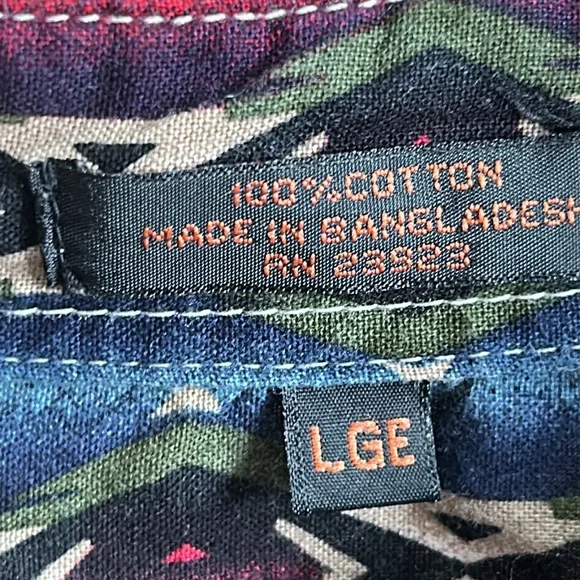 100% COTTON
MADE IN BANGLADESH
RN 23923
LGE